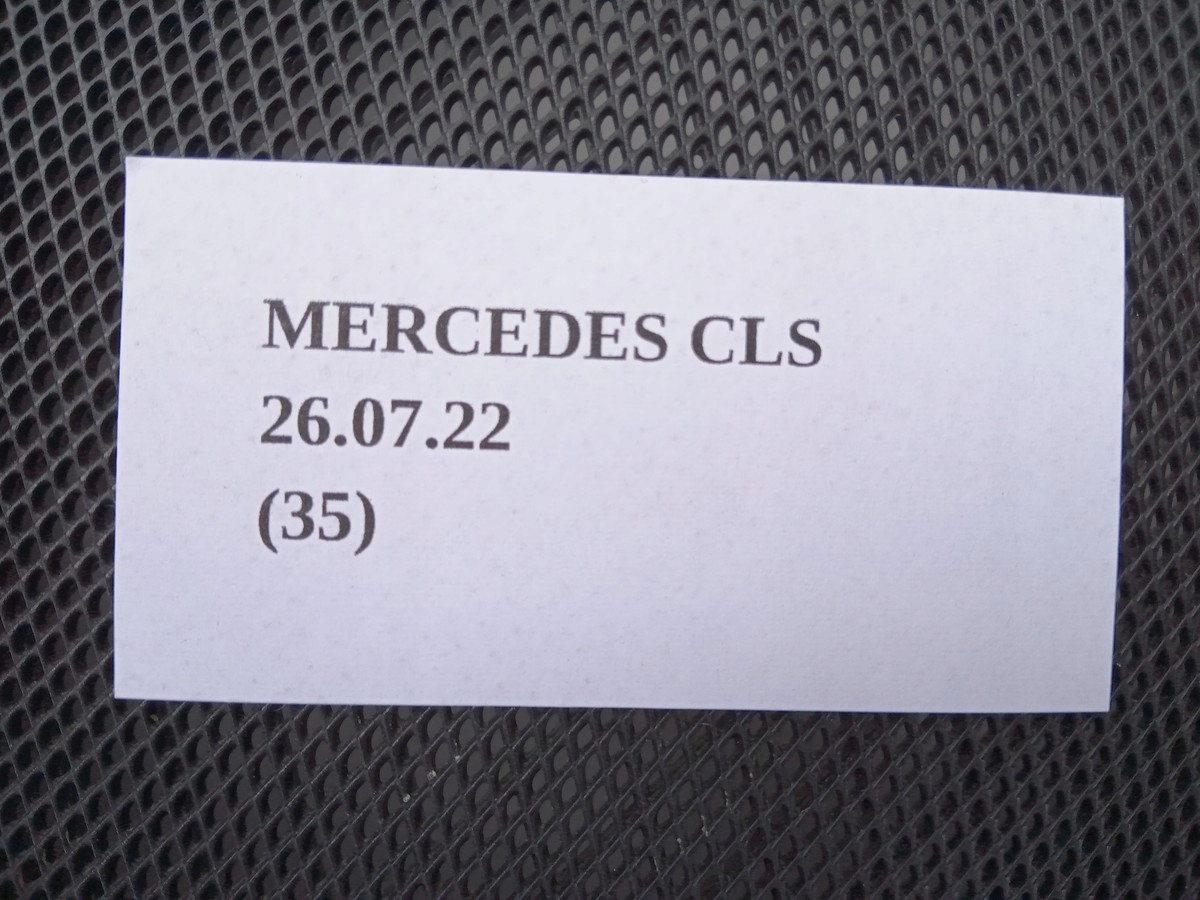 MERCEDES CLS
26.07.22
(35)